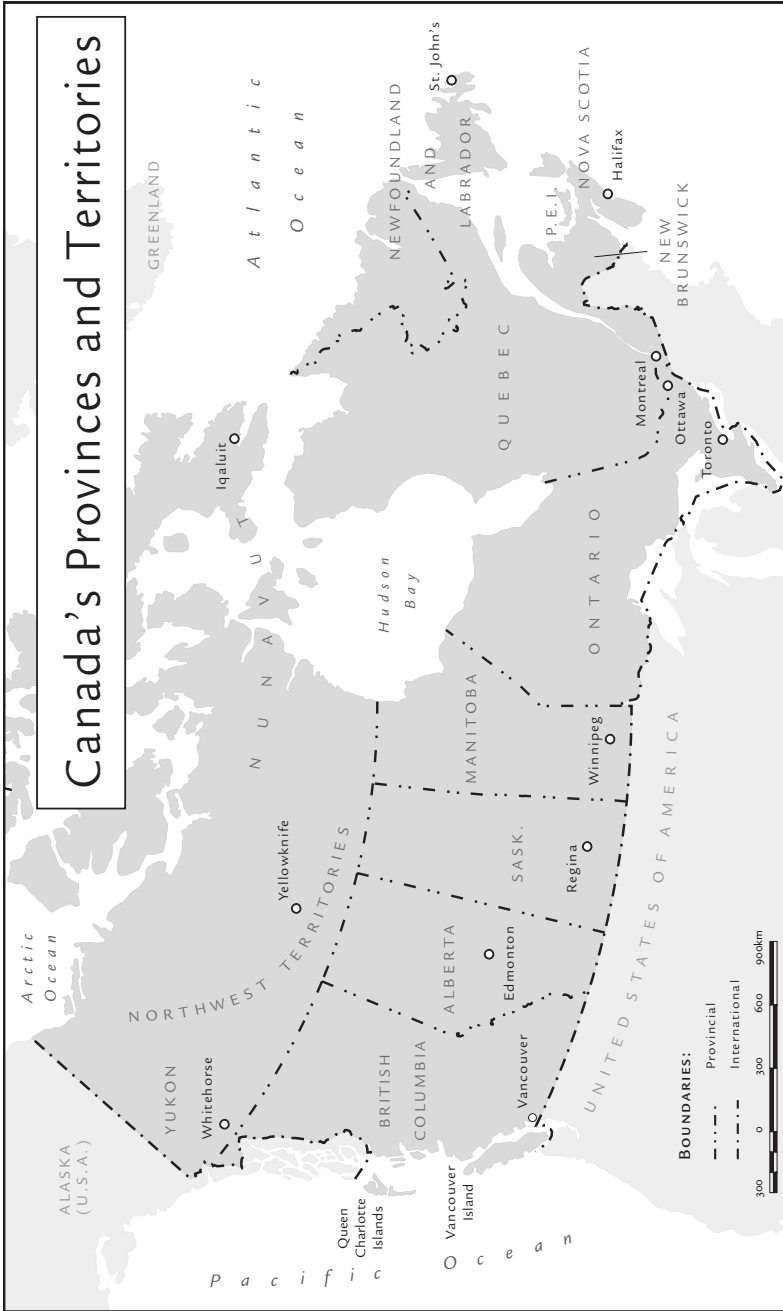 Canada's Provinces and Territories
GREENLAND
Arctic
Ocean
Atlantic
Ocean
ALASKA
(U.S.A.)
YUKON
Whitehorse
NORTHWEST TERRITORIES
Yellowknife
NUNAVUT
Iqaluit
Hudson
Bay
NEWFOUNDLAND
AND
LABRADOR
St. John's
Queen
Charlotte
Islands
Vancouver
Island
BRITISH
COLUMBIA
Vancouver
ALBERTA
Edmonton
SASK.
Regina
MANITOBA
Winnipeg
ONTARIO
QUEBEC
Montreal
Ottawa
Toronto
P.E.I.
NOVA SCOTIA
Halifax
NEW
BRUNSWICK
Pacific Ocean
UNITED STATES OF AMERICA
BOUNDARIES:
Provincial
International
300 0 300 600 900km